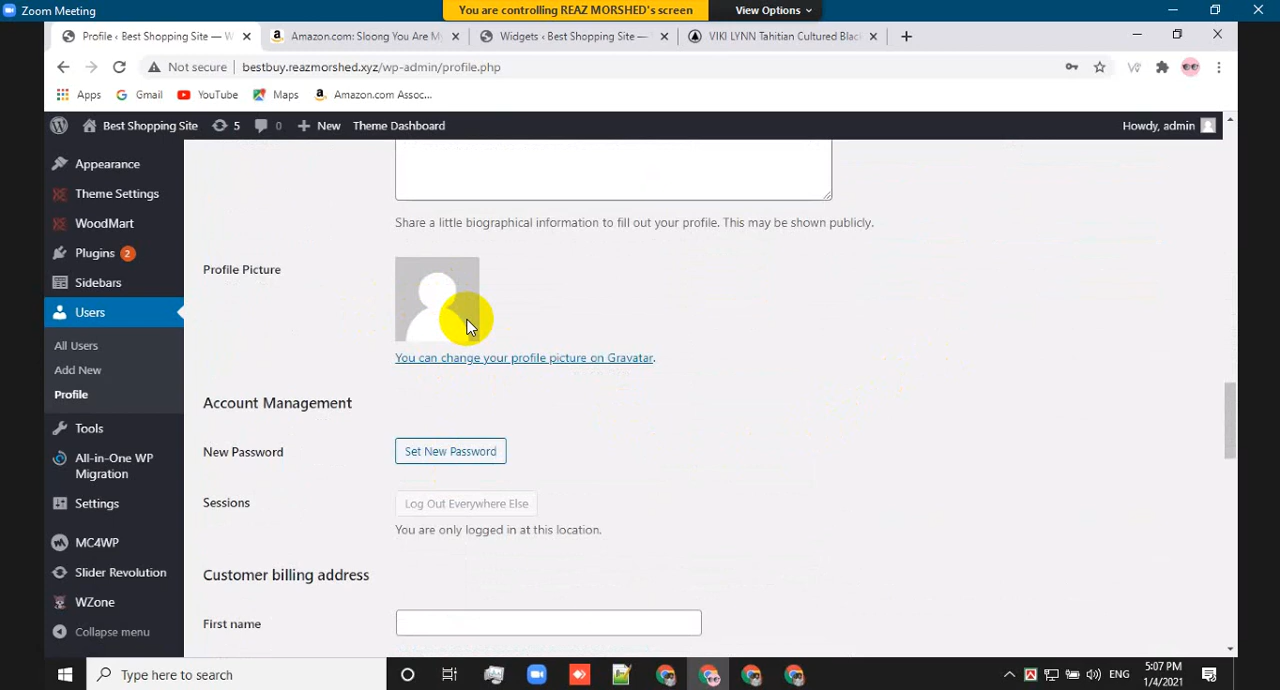 Zoom Meeting
You are controlling REAZ MORSHED's screen
View Options
Profile ‹ Best Shopping Site — W
Amazon.com: Sloong You Are My
Widgets ‹ Best Shopping Site —
VIKI LYNN Tahitian Cultured Black
Not secure
bestbuy.reazmorshed.xyz/wp-admin/profile.php
Apps
Gmail
YouTube
Maps
Amazon.com Assoc...
Best Shopping Site
5
0
New
Theme Dashboard
Howdy, admin
Appearance
Theme Settings
WoodMart
Plugins 2
Sidebars
Users
All Users
Add New
Profile
Tools
All-in-One WP
Migration
Settings
MC4WP
Slider Revolution
WZone
Collapse menu
Share a little biographical information to fill out your profile. This may be shown publicly.
Profile Picture
You can change your profile picture on Gravatar.
Account Management
New Password
Set New Password
Sessions
Log Out Everywhere Else
You are only logged in at this location.
Customer billing address
First name
Type here to search
ENG
5:07 PM
1/4/2021